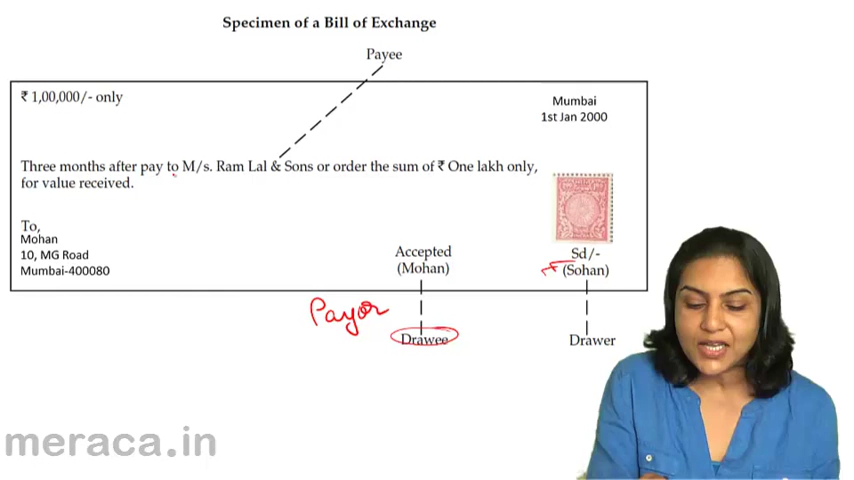 Specimen of a Bill of Exchange
Payee
₹ 1,00,000/- only
Mumbai
1st Jan 2000
Three months after pay to M/s. Ram Lal & Sons or order the sum of ₹ One lakh only,
for value received.
To,
Mohan
10, MG Road
Mumbai-400080
Accepted
(Mohan)
Sd/-
(Sohan)
Payor
Drawee
Drawer
meraca.in